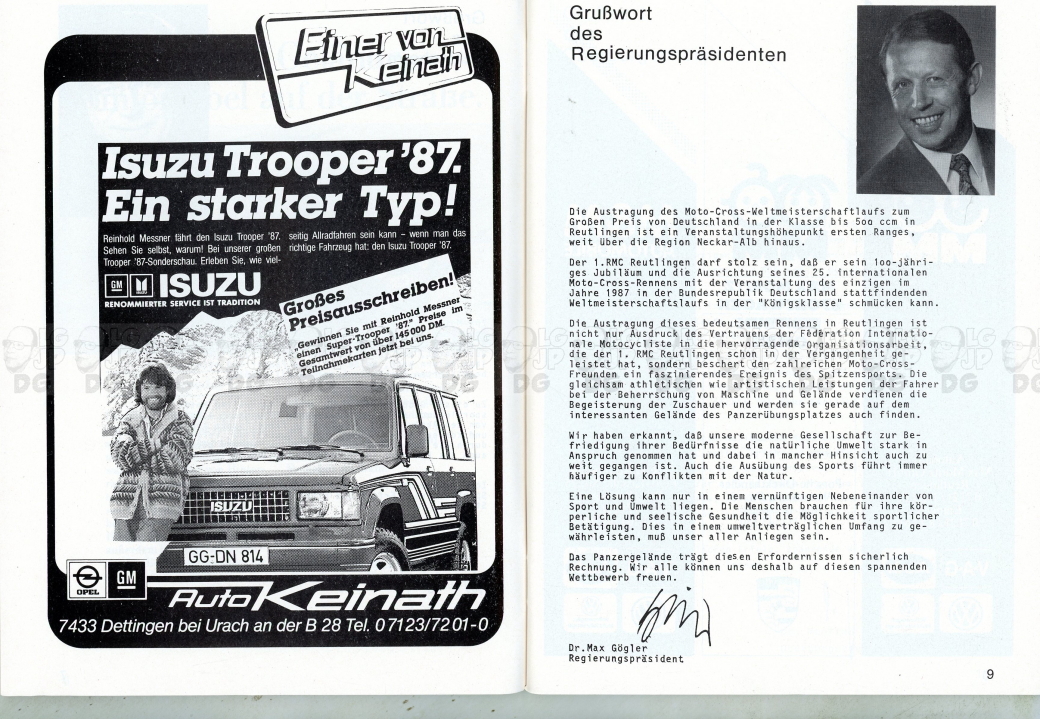 Einer von
Keinath
Isuzu Trooper '87.
Ein starker Typ!
Reinhold Messner fährt den Isuzu Trooper '87.
Sehen Sie selbst, warum! Bei unserer großen
Trooper '87-Sonderschau. Erleben Sie, wie viel-
seitig Allradfahren sein kann – wenn man das
richtige Fahrzeug hat: den Isuzu Trooper '87.
GM
ISUZU
RENOMMIERTER SERVICE IST TRADITION
Großes
Preisausschreiben!
„Gewinnen Sie mit Reinhold Messner
einen Super-Trooper '87." Preise im
Gesamtwert von über 145 000 DM.
Teilnahmekarten jetzt bei uns.
ISUZU
GG-DN 814
OPEL
GM
Auto Keinath
7433 Dettingen bei Urach an der B 28 Tel. 0 7123/72 01-0
Grußwort
des
Regierungspräsidenten
Die Austragung des Moto-Cross-Weltmeisterschaftlaufs zum
Großen Preis von Deutschland in der Klasse bis 5oo ccm in
Reutlingen ist ein Veranstaltungshöhepunkt ersten Ranges,
weit über die Region Neckar-Alb hinaus.
Der 1.RMC Reutlingen darf stolz sein, daß er sein 1oo-jähri-
ges Jubiläum und die Ausrichtung seines 25. internationalen
Moto-Cross-Rennens mit der Veranstaltung des einzigen im
Jahre 1987 in der Bundesrepublik Deutschland stattfindenden
Weltmeisterschaftslaufs in der "Königsklasse" schmücken kann.
Die Austragung dieses bedeutsamen Rennens in Reutlingen ist
nicht nur Ausdruck des Vertrauens der Fédération Internatio-
nale Motocycliste in die hervorragende Organisationsarbeit,
die der 1. RMC Reutlingen schon in der Vergangenheit ge-
leistet hat, sondern beschert den zahlreichen Moto-Cross-
Freunden ein faszinierendes Ereignis des Spitzensports. Die
gleichsam athletischen wie artistischen Leistungen der Fahrer
bei der Beherrschung von Maschine und Gelände verdienen die
Begeisterung der Zuschauer und werden sie gerade auf dem
interessanten Gelände des Panzerübungsplatzes auch finden.
Wir haben erkannt, daß unsere moderne Gesellschaft zur Be-
friedigung ihrer Bedürfnisse die natürliche Umwelt stark in
Anspruch genommen hat und dabei in mancher Hinsicht auch zu
weit gegangen ist. Auch die Ausübung des Sports führt immer
häufiger zu Konflikten mit der Natur.
Eine Lösung kann nur in einem vernünftigen Nebeneinander von
Sport und Umwelt liegen. Die Menschen brauchen für ihre kör-
perliche und seelische Gesundheit die Möglichkeit sportlicher
Betätigung. Dies in einem umweltverträglichen Umfang zu ge-
währleisten, muß unser aller Anliegen sein.
Das Panzergelände trägt diesen Erfordernissen sicherlich
Rechnung. Wir alle können uns deshalb auf diesen spannenden
Wettbewerb freuen.
Dr.Max Gögler
Regierungspräsident
9